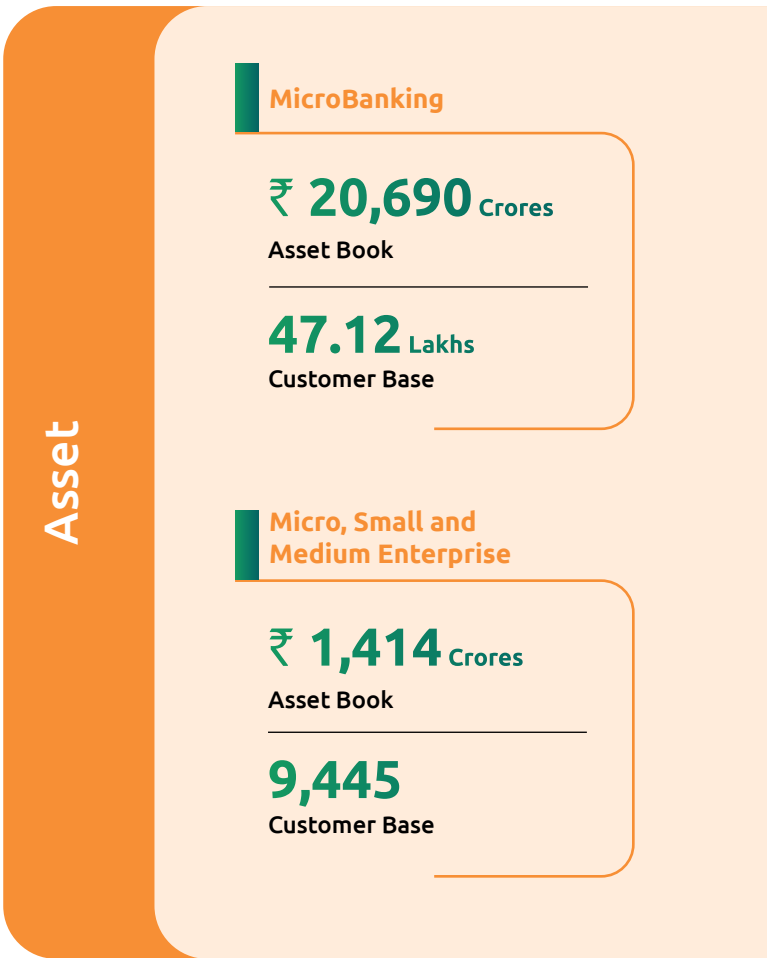 Asset
MicroBanking
₹ 20,690 Crores
Asset Book
47.12 Lakhs
Customer Base
Micro, Small and
Medium Enterprise
₹ 1,414 Crores
Asset Book
9,445
Customer Base